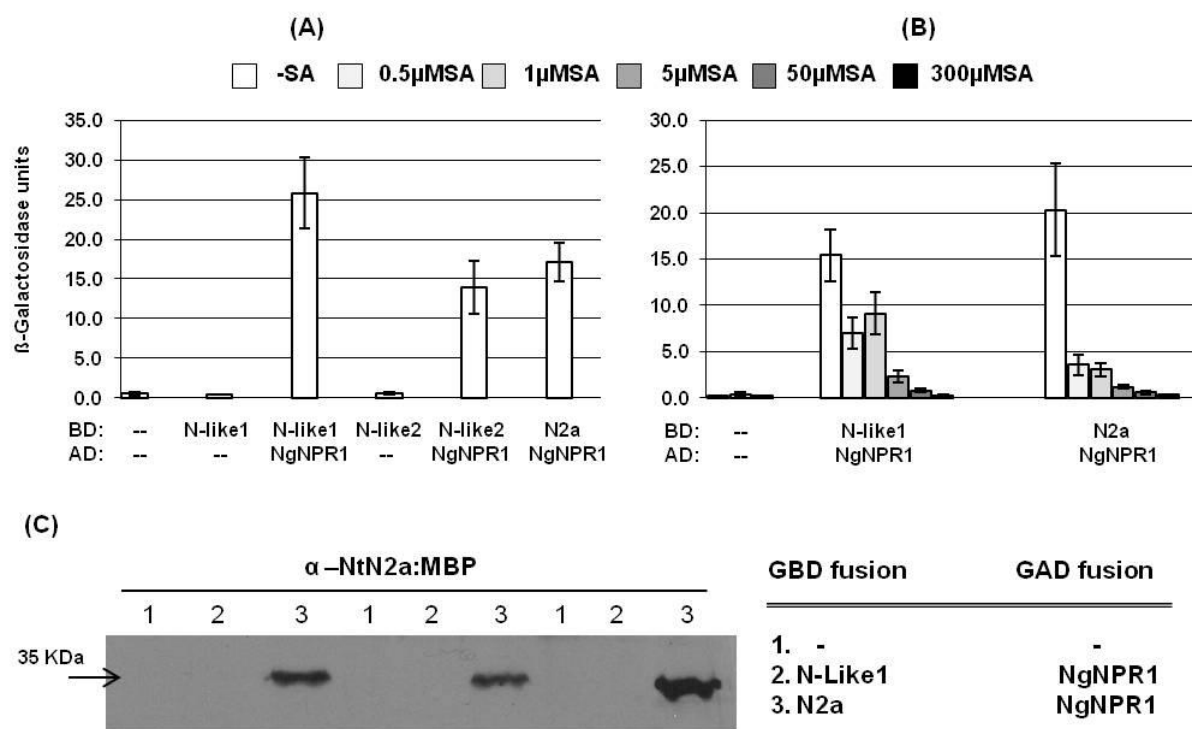 (A)
(B)
-SA 0.5µMSA 1µMSA 5µMSA 50µMSA 300µMSA
ß-Galactosidase units
35.0
30.0
25.0
20.0
15.0
10.0
5.0
0.0
BD: -- N-like1 N-like1 N-like2 N-like2 N2a
AD: -- -- NgNPR1 -- NgNPR1 NgNPR1
30.0
25.0
20.0
15.0
10.0
5.0
0.0
BD: -- N-like1 N2a
AD: -- NgNPR1 NgNPR1
(C)
α –NtN2a:MBP
1 2 3 1 2 3 1 2 3
35 KDa
GBD fusion GAD fusion
1. - -
2. N-Like1 NgNPR1
3. N2a NgNPR1